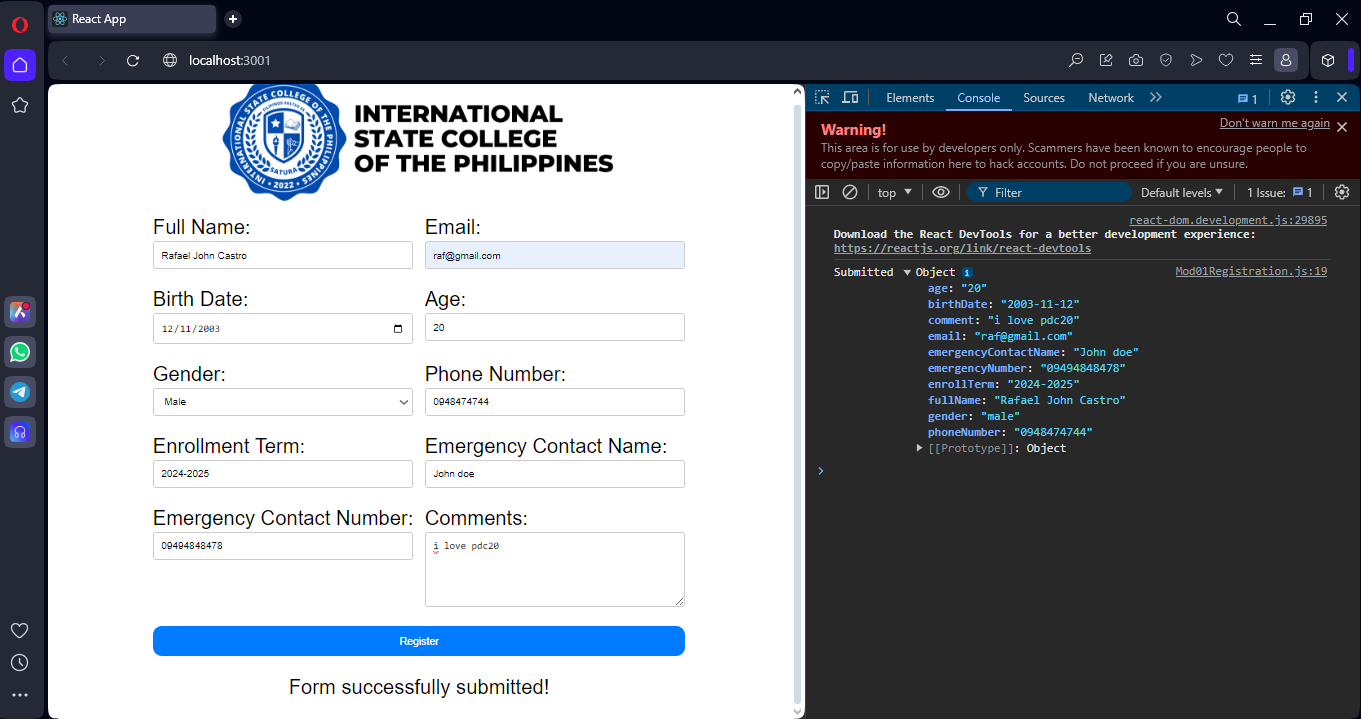 React App
localhost:3001
INTERNATIONAL STATE COLLEGE OF THE PHILIPPINES
SATURA
2022
INTERNATIONAL
STATE COLLEGE
OF THE PHILIPPINES
Full Name:
Rafael John Castro
Email:
raf@gmail.com
Birth Date:
12/11/2003
Age:
20
Gender:
Male
Phone Number:
0948474744
Enrollment Term:
2024-2025
Emergency Contact Name:
John doe
Emergency Contact Number:
09494848478
Comments:
i love pdc20
Register
Form successfully submitted!
Elements Console Sources Network 1
Warning!
Don't warn me again
This area is for use by developers only. Scammers have been known to encourage people to
copy/paste information here to hack accounts. Do not proceed if you are unsure.
top Filter Default levels 1 Issue: 1
react-dom.development.js:29895
Download the React DevTools for a better development experience:
https://reactjs.org/link/react-devtools
Submitted Object i Mod01Registration.js:19
age: "20"
birthDate: "2003-11-12"
comment: "i love pdc20"
email: "raf@gmail.com"
emergencyContactName: "John doe"
emergencyNumber: "09494848478"
enrollTerm: "2024-2025"
fullName: "Rafael John Castro"
gender: "male"
phoneNumber: "0948474744"
[[Prototype]]: Object